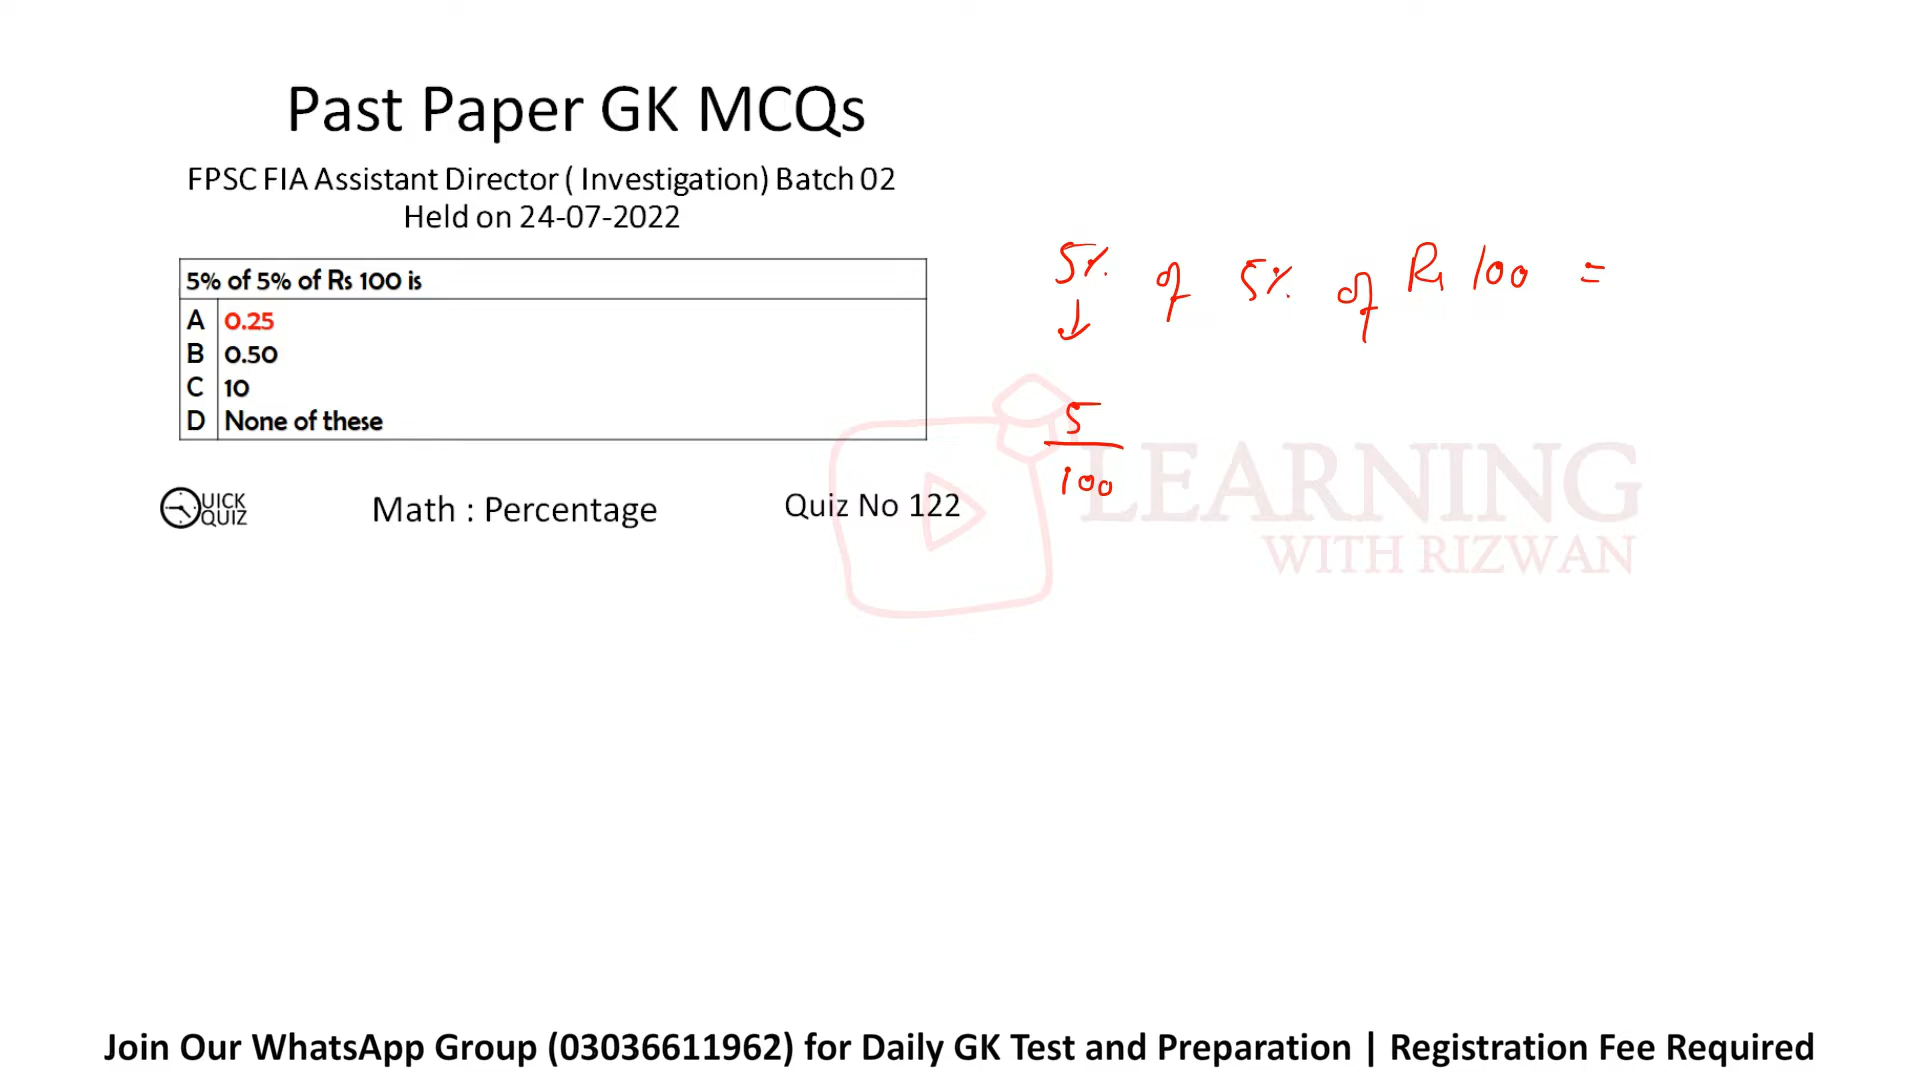 Past Paper GK MCQs
FPSC FIA Assistant Director ( Investigation) Batch 02
Held on 24-07-2022
5% of 5% of Rs 100 is
A 0.25
B 0.50
C 10
D None of these
UICK QUIZ
Math : Percentage
Quiz No 122
5% of 5% of Rs 100 =
5
100
LEARNING
WITH RIZWAN
Join Our WhatsApp Group (03036611962) for Daily GK Test and Preparation | Registration Fee Required